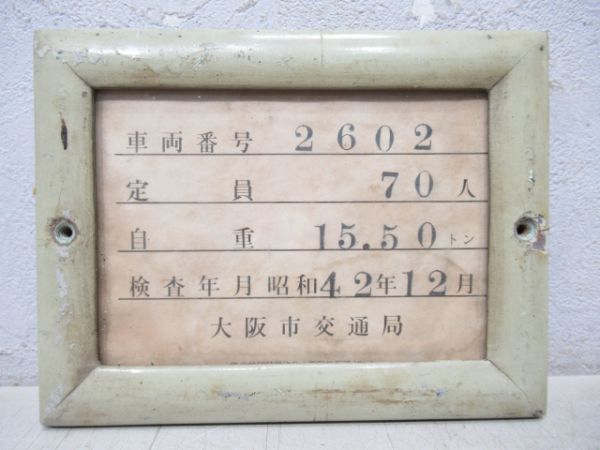 車両番号 2602
定員 70人
自重 15.50トン
検査年月昭和42年12月
大阪市交通局